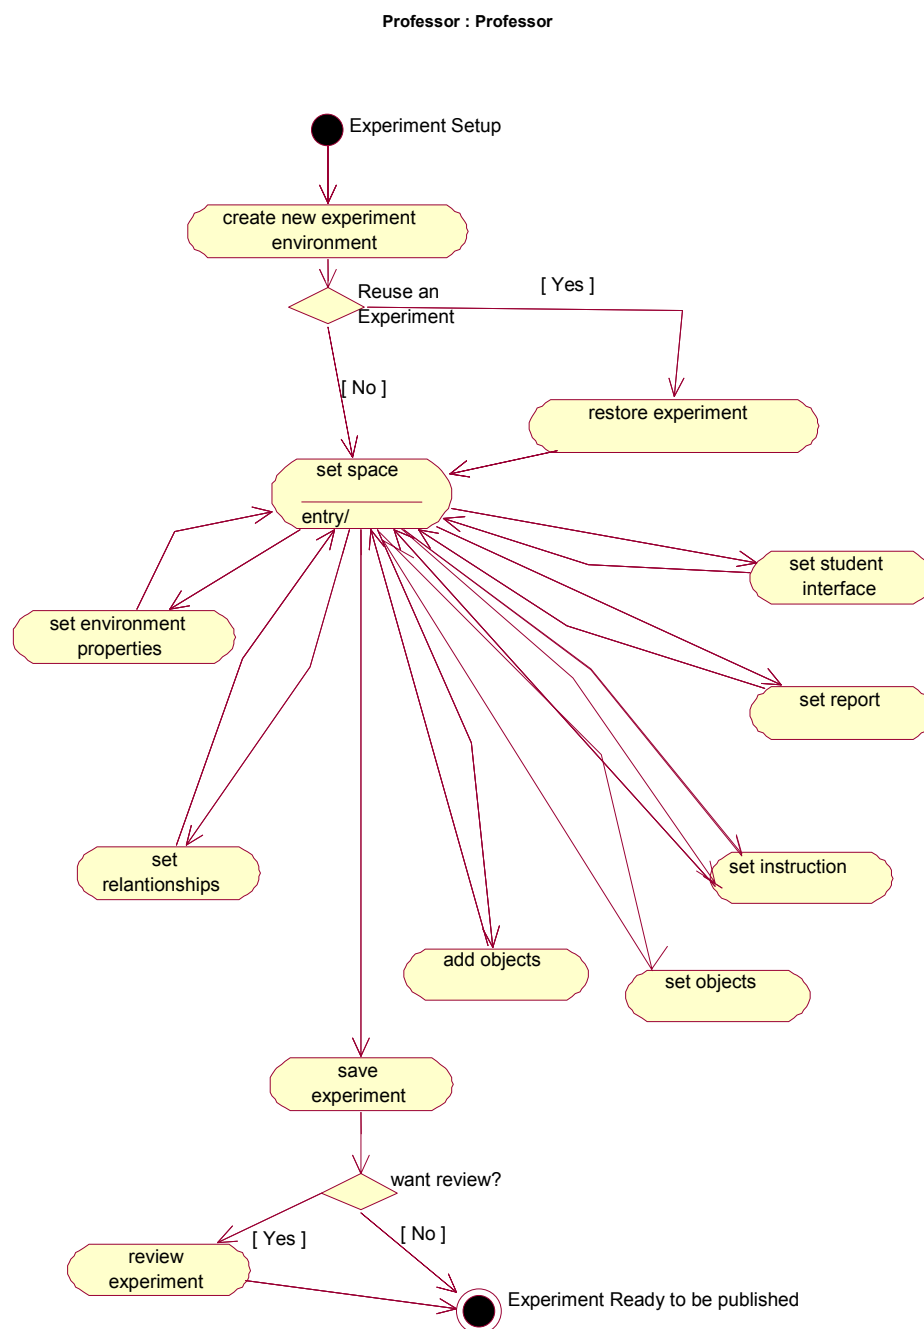 Professor : Professor
Experiment Setup
create new experiment
environment
Reuse an
Experiment
[ Yes ]
[ No ]
restore experiment
set space
entry/
set student
interface
set environment
properties
set report
set
relantionships
set instruction
add objects
set objects
save
experiment
want review?
[ Yes ]
[ No ]
review
experiment
Experiment Ready to be published